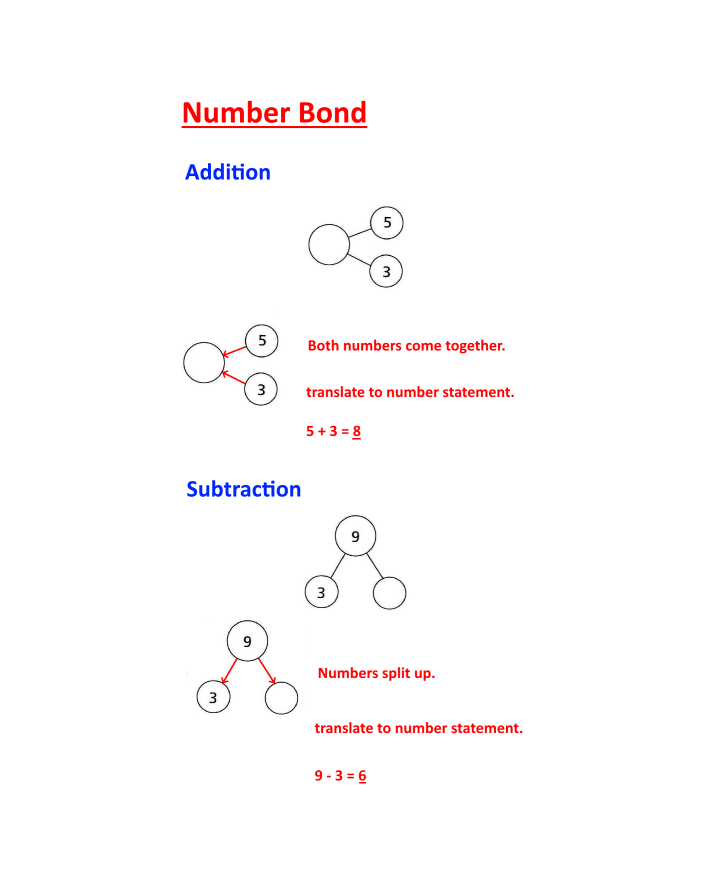 Number Bond
Addition
5
3
5
Both numbers come together.
3
translate to number statement.
5 + 3 = 8
Subtraction
9
3
9
Numbers split up.
3
translate to number statement.
9 - 3 = 6